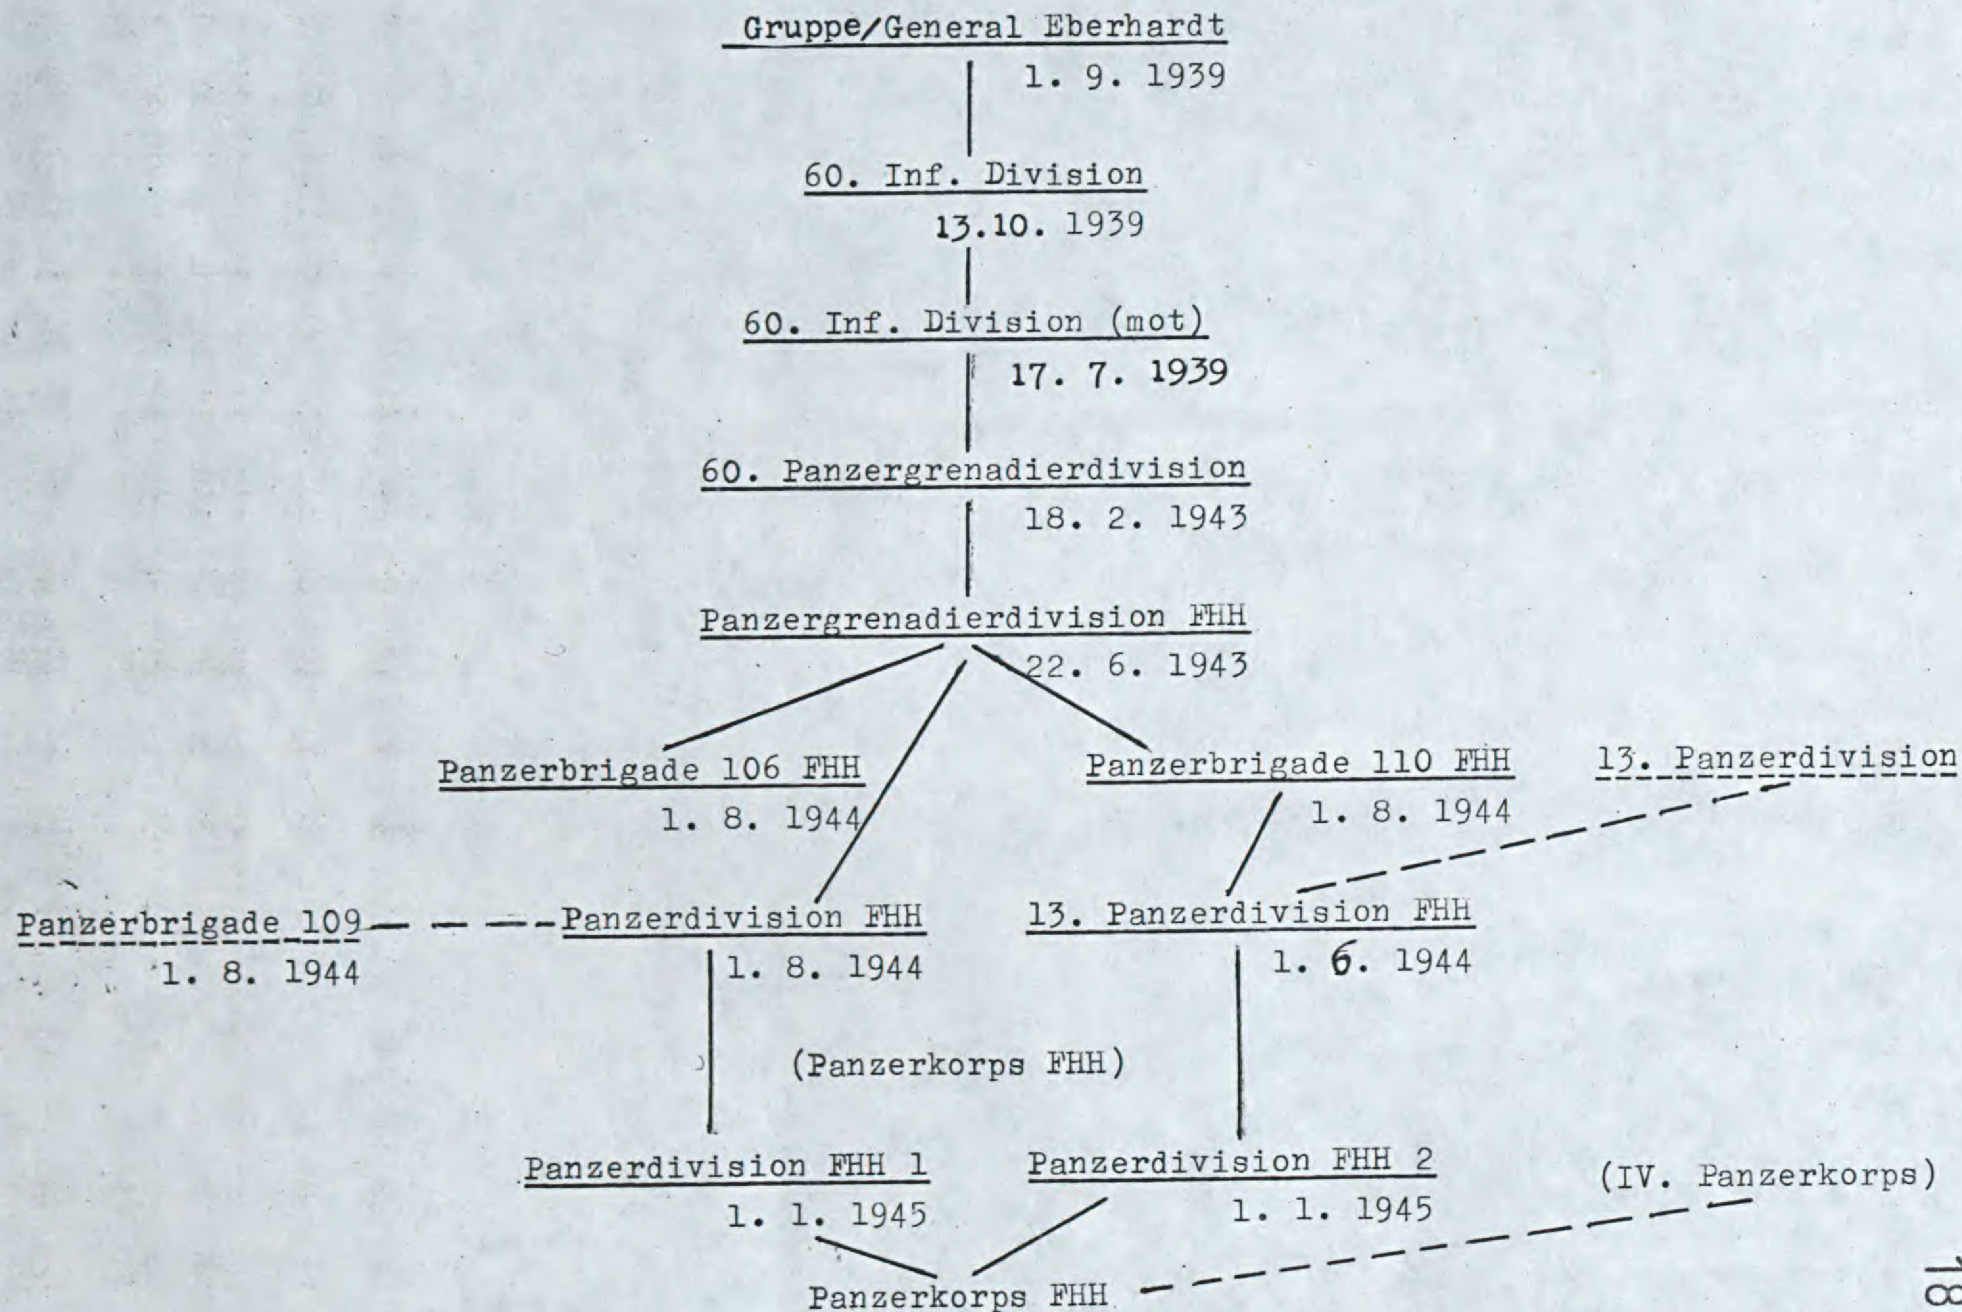 Gruppe/General Eberhardt
1. 9. 1939
60. Inf. Division
13.10. 1939
60. Inf. Division (mot)
17. 7. 1939
60. Panzergrenadierdivision
18. 2. 1943
Panzergrenadierdivision FHH
22. 6. 1943
Panzerbrigade 106 FHH Panzerbrigade 110 FHH 13. Panzerdivision
1. 8. 1944 1. 8. 1944
Panzerbrigade 109 Panzerdivision FHH 13. Panzerdivision FHH
1. 8. 1944 1. 8. 1944 1. 6. 1944
(Panzerkorps FHH)
Panzerdivision FHH 1 Panzerdivision FHH 2 (IV. Panzerkorps)
1. 1. 1945 1. 1. 1945
Panzerkorps FHH
18